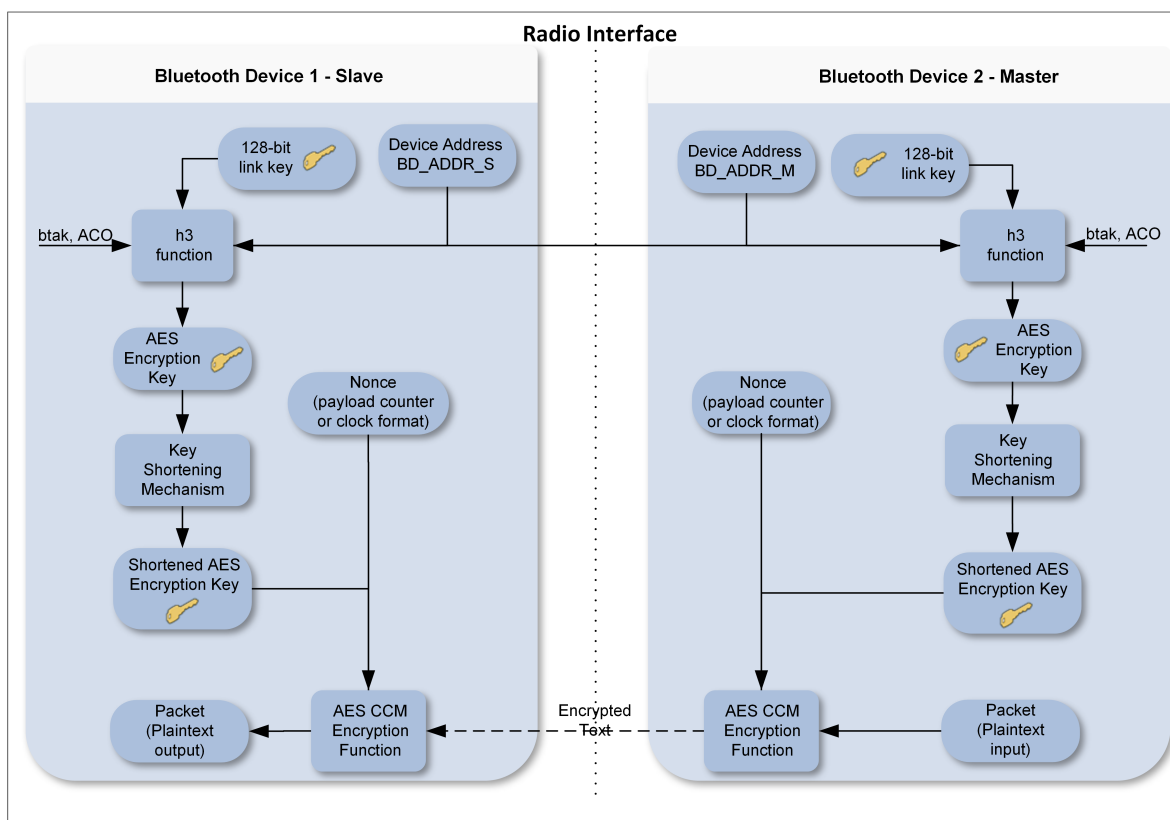 Radio Interface
Bluetooth Device 1 - Slave
128-bit
link key
Device Address
BD_ADDR_S
btak, ACO
h3
function
AES
Encryption
Key
Nonce
(payload counter
or clock format)
Key
Shortening
Mechanism
Shortened AES
Encryption Key
Packet
(Plaintext
output)
AES CCM
Encryption
Function
Encrypted
Text
Bluetooth Device 2 - Master
Device Address
BD_ADDR_M
128-bit
link key
h3
function
btak, ACO
AES
Encryption
Key
Nonce
(payload counter
or clock format)
Key
Shortening
Mechanism
Shortened AES
Encryption Key
AES CCM
Encryption
Function
Packet
(Plaintext
input)